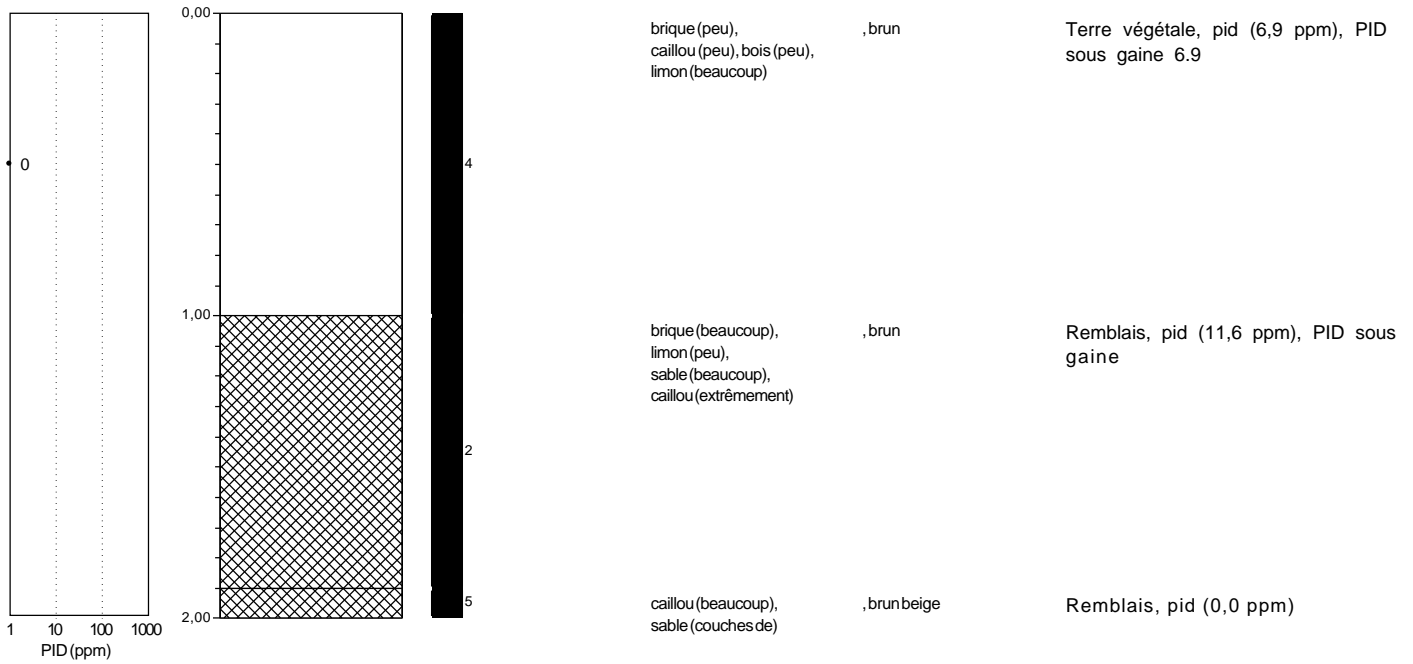 0,00
brique (peu), , brun Terre végétale, pid (6,9 ppm), PID
caillou (peu), bois (peu), sous gaine 6.9
limon (beaucoup)
0
4
1,00
brique (beaucoup), , brun Remblais, pid (11,6 ppm), PID sous
limon (peu), gaine
sable (beaucoup),
caillou (extrêmement)
2
5
caillou (beaucoup), , brun beige Remblais, pid (0,0 ppm)
sable (couches de)
2,00
1 10 100 1000
PID (ppm)